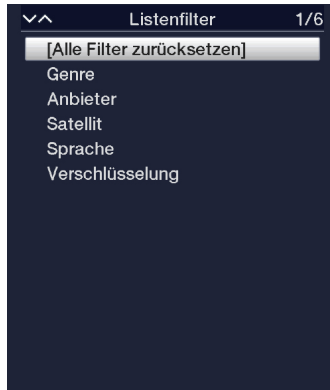 Listenfilter 1/6
[Alle Filter zurücksetzen]
Genre
Anbieter
Satellit
Sprache
Verschlüsselung